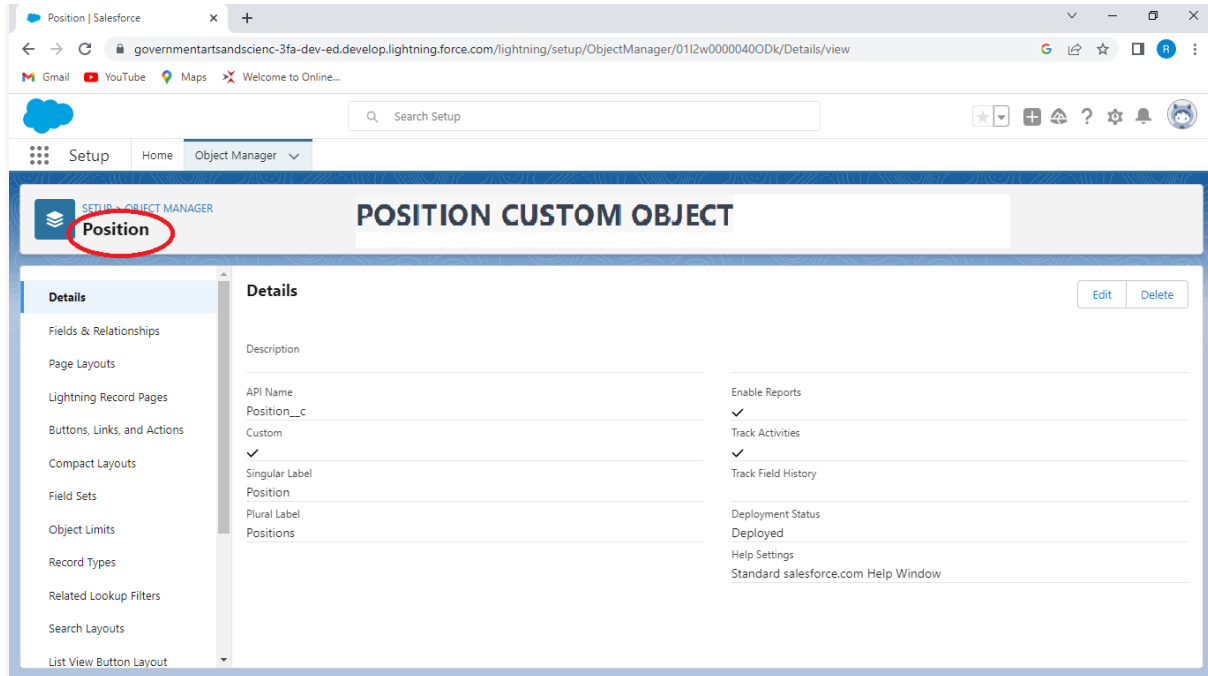 Position | Salesforce
governmentartsandscienc-3fa-dev-ed.develop.lightning.force.com/lightning/setup/ObjectManager/01I2w0000040ODk/Details/view
G
R
Gmail YouTube Maps Welcome to Online...
Search Setup
Setup Home Object Manager
SETUP > OBJECT MANAGER
Position
POSITION CUSTOM OBJECT
Details
Fields & Relationships
Page Layouts
Lightning Record Pages
Buttons, Links, and Actions
Compact Layouts
Field Sets
Object Limits
Record Types
Related Lookup Filters
Search Layouts
List View Button Layout
Details
Edit Delete
Description
API Name
Position__c
Custom
Singular Label
Position
Plural Label
Positions
Enable Reports
Track Activities
Track Field History
Deployment Status
Deployed
Help Settings
Standard salesforce.com Help Window